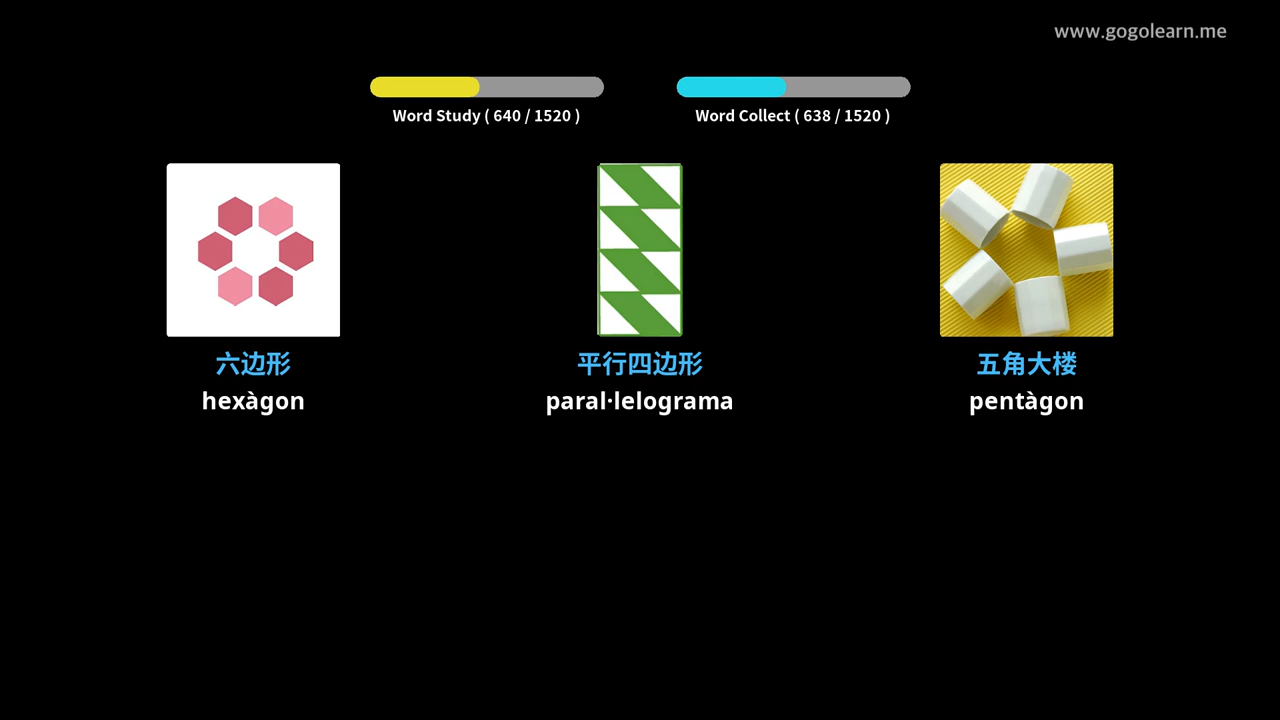 www.gogolearn.me
Word Study ( 640 / 1520 )
Word Collect ( 638 / 1520 )
六边形
hexàgon
平行四边形
paral·lelograma
五角大楼
pentàgon